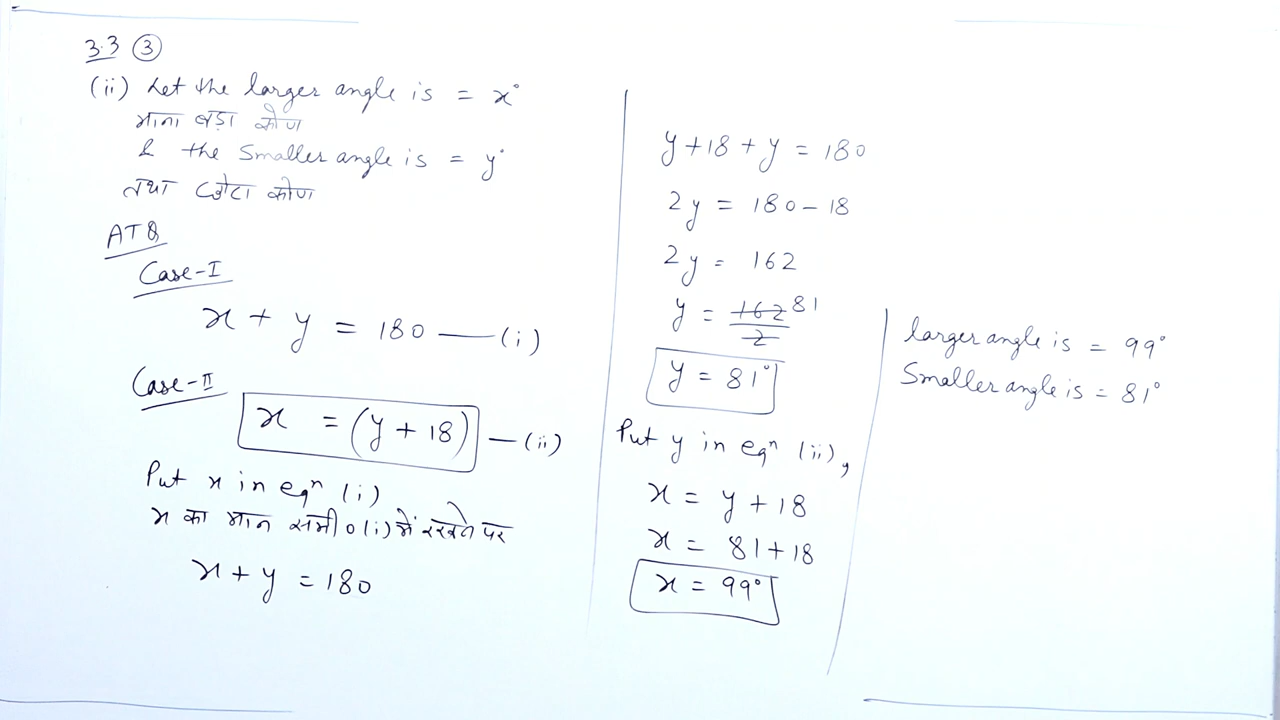 3.3 ③
(ii) Let the larger angle is = x°
माना बड़ा कोण
& the smaller angle is = y°
तथा छोटा कोण
ATQ
Case-I
x + y = 180 — (i)
Case-II
x = (y + 18) — (ii)
Put x in eqⁿ (i)
x का मान समी० (i) में रखने पर
x + y = 180
y + 18 + y = 180
2y = 180 - 18
2y = 162
y = 162/2 81
y = 81°
Put y in eqⁿ (ii),
x = y + 18
x = 81 + 18
x = 99°
larger angle is = 99°
Smaller angle is = 81°